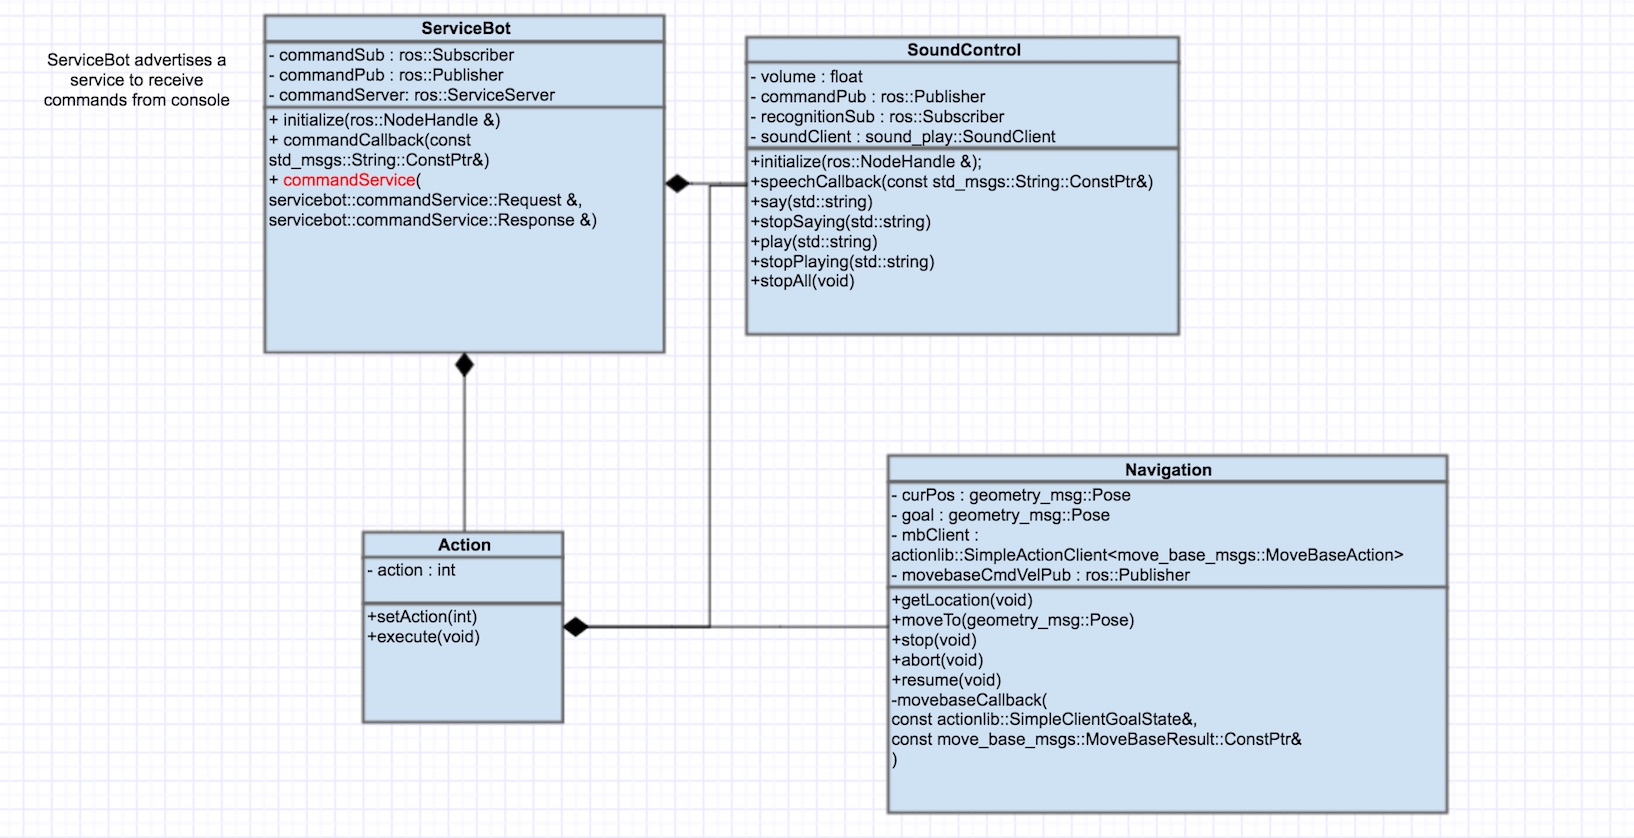 ServiceBot advertises a
service to receive
commands from console
ServiceBot
- commandSub : ros::Subscriber
- commandPub : ros::Publisher
- commandServer: ros::ServiceServer
+ initialize(ros::NodeHandle &)
+ commandCallback(const
std_msgs::String::ConstPtr&)
+ commandService(
servicebot::commandService::Request &,
servicebot::commandService::Response &)
SoundControl
- volume : float
- commandPub : ros::Publisher
- recognitionSub : ros::Subscriber
- soundClient : sound_play::SoundClient
+initialize(ros::NodeHandle &);
+speechCallback(const std_msgs::String::ConstPtr&)
+say(std::string)
+stopSaying(std::string)
+play(std::string)
+stopPlaying(std::string)
+stopAll(void)
Action
- action : int
+setAction(int)
+execute(void)
Navigation
- curPos : geometry_msg::Pose
- goal : geometry_msg::Pose
- mbClient :
actionlib::SimpleActionClient<move_base_msgs::MoveBaseAction>
- movebaseCmdVelPub : ros::Publisher
+getLocation(void)
+moveTo(geometry_msg::Pose)
+stop(void)
+abort(void)
+resume(void)
-movebaseCallback(
const actionlib::SimpleClientGoalState&,
const move_base_msgs::MoveBaseResult::ConstPtr&
)